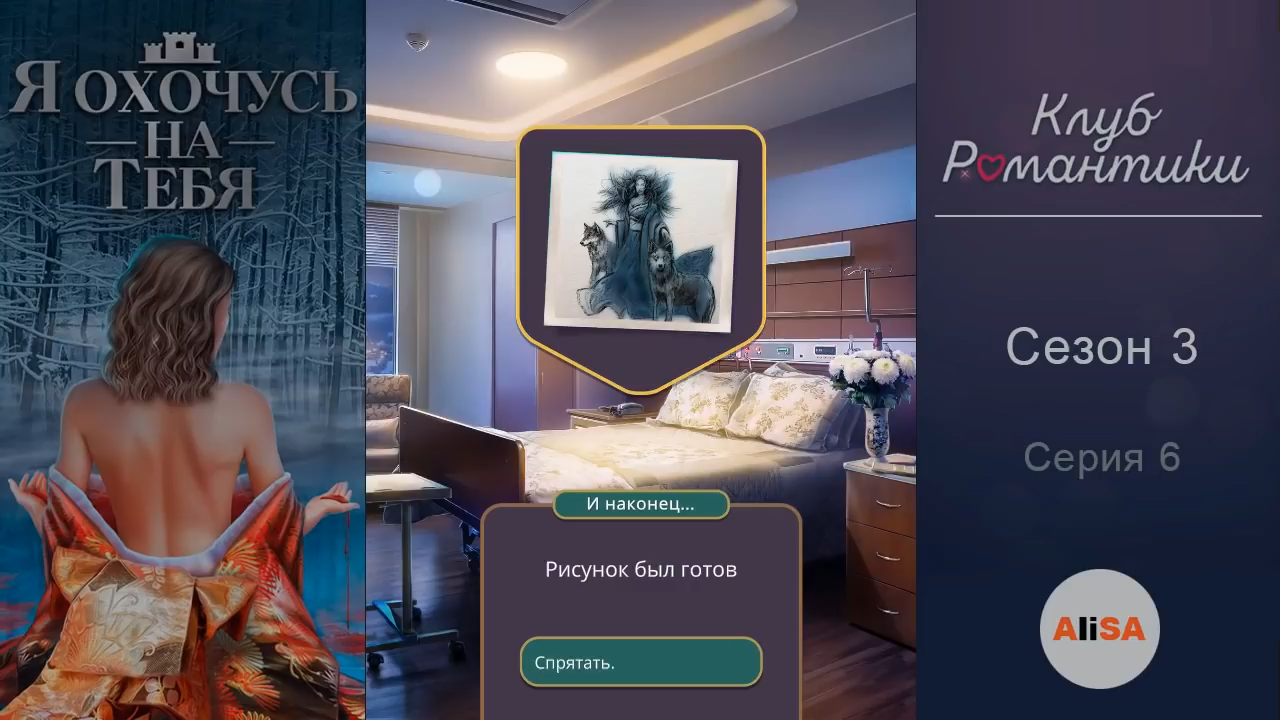 Я ОХОЧУСЬ
НА
ТЕБЯ
И наконец...
Рисунок был готов
Спрятать.
Клуб
Романтики
Сезон 3
Серия 6
AliSA